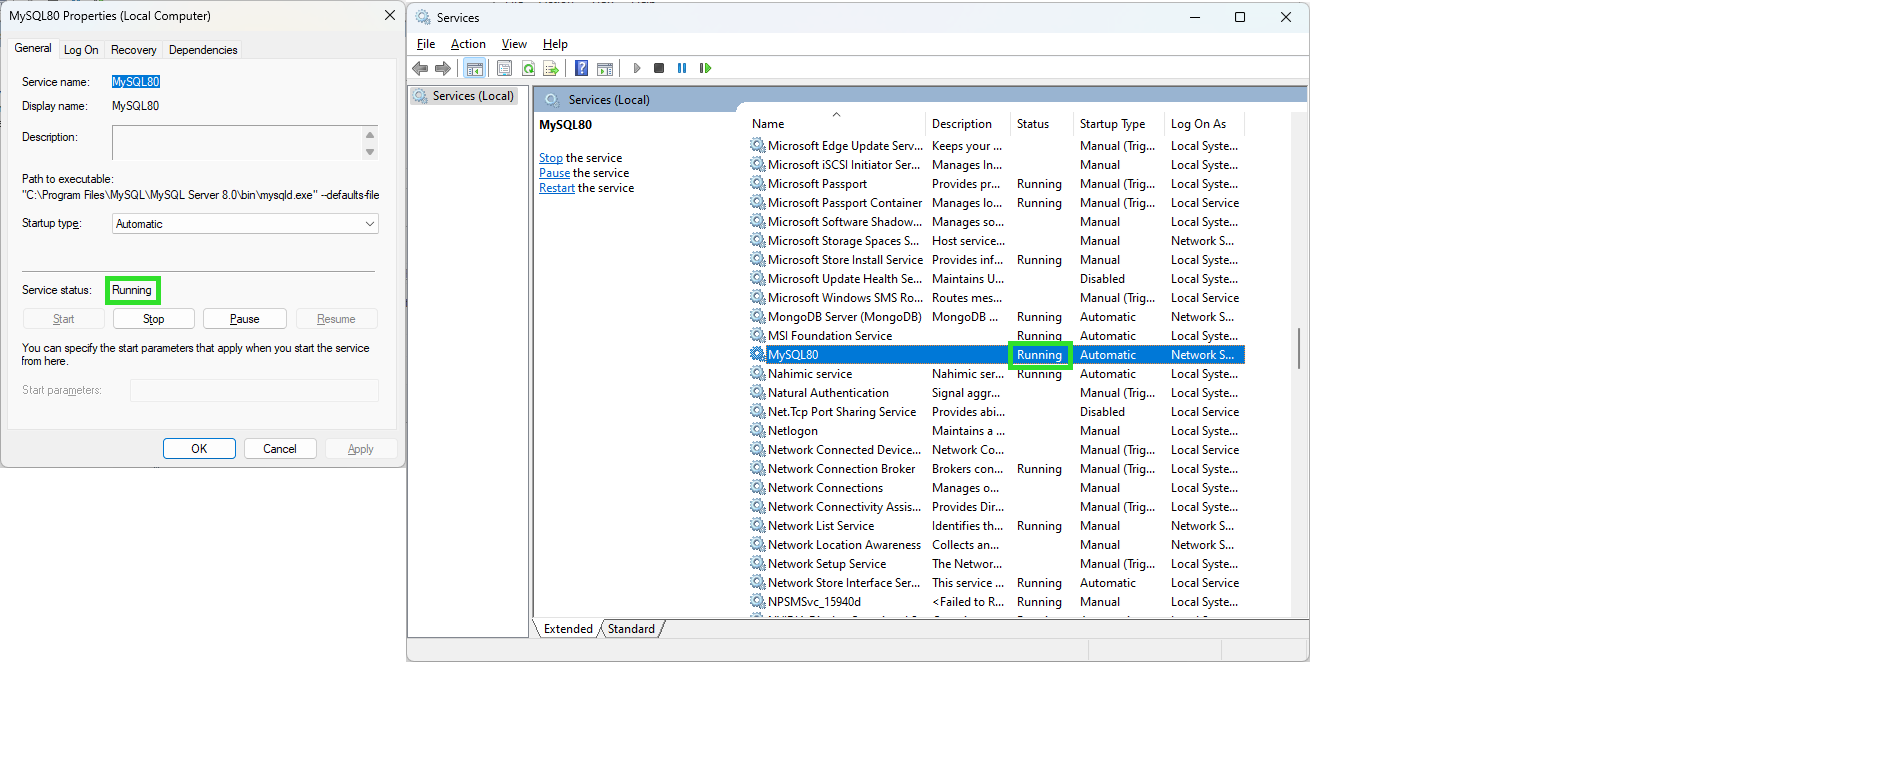 MySQL80 Properties (Local Computer)
General Log On Recovery Dependencies
Service name: MySQL80
Display name: MySQL80
Description:
Path to executable:
"C:\Program Files\MySQL\MySQL Server 8.0\bin\mysqld.exe" --defaults-file
Startup type: Automatic
Service status: Running
Start Stop Pause Resume
You can specify the start parameters that apply when you start the service
from here.
Start parameters:
OK Cancel Apply
Services
File Action View Help
Services (Local)
Services (Local)
MySQL80
Stop the service
Pause the service
Restart the service
Name Description Status Startup Type Log On As
Microsoft Edge Update Serv... Keeps your ... Manual (Trig... Local Syste...
Microsoft iSCSI Initiator Ser... Manages In... Manual Local Syste...
Microsoft Passport Provides pr... Running Manual (Trig... Local Syste...
Microsoft Passport Container Manages lo... Running Manual (Trig... Local Service
Microsoft Software Shadow... Manages so... Manual Local Syste...
Microsoft Storage Spaces S... Host service... Manual Network S...
Microsoft Store Install Service Provides inf... Running Manual Local Syste...
Microsoft Update Health Se... Maintains U... Disabled Local Syste...
Microsoft Windows SMS Ro... Routes mes... Manual (Trig... Local Service
MongoDB Server (MongoDB) MongoDB ... Running Automatic Network S...
MSI Foundation Service Running Automatic Local Syste...
MySQL80 Running Automatic Network S...
Nahimic service Nahimic ser... Running Automatic Local Syste...
Natural Authentication Signal aggr... Manual (Trig... Local Syste...
Net.Tcp Port Sharing Service Provides abi... Disabled Local Service
Netlogon Maintains a ... Manual Local Syste...
Network Connected Device... Network Co... Manual (Trig... Local Service
Network Connection Broker Brokers con... Running Manual (Trig... Local Syste...
Network Connections Manages o... Manual Local Syste...
Network Connectivity Assis... Provides Dir... Manual (Trig... Local Syste...
Network List Service Identifies th... Running Manual Network S...
Network Location Awareness Collects an... Manual Network S...
Network Setup Service The Networ... Manual (Trig... Local Syste...
Network Store Interface Ser... This service ... Running Automatic Local Service
NPSMSvc_15940d <Failed to R... Running Manual Local Syste...
Extended Standard